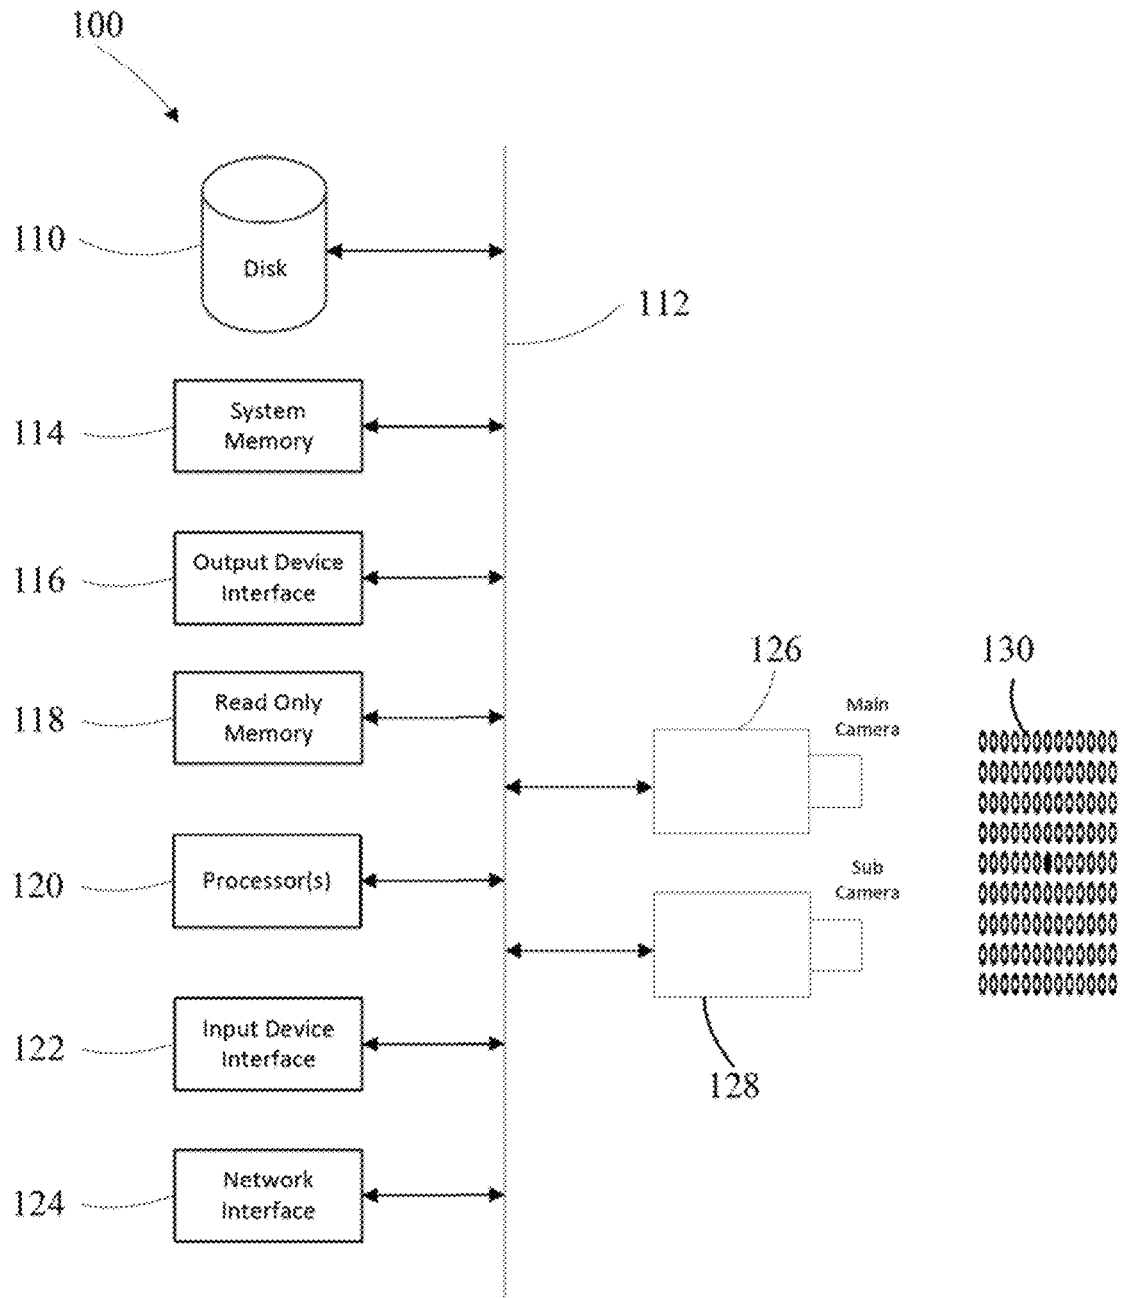 100
110
Disk
112
114
System
Memory
116
Output Device
Interface
118
Read Only
Memory
126
Main
Camera
130
120
Processor(s)
Sub
Camera
122
Input Device
Interface
128
124
Network
Interface